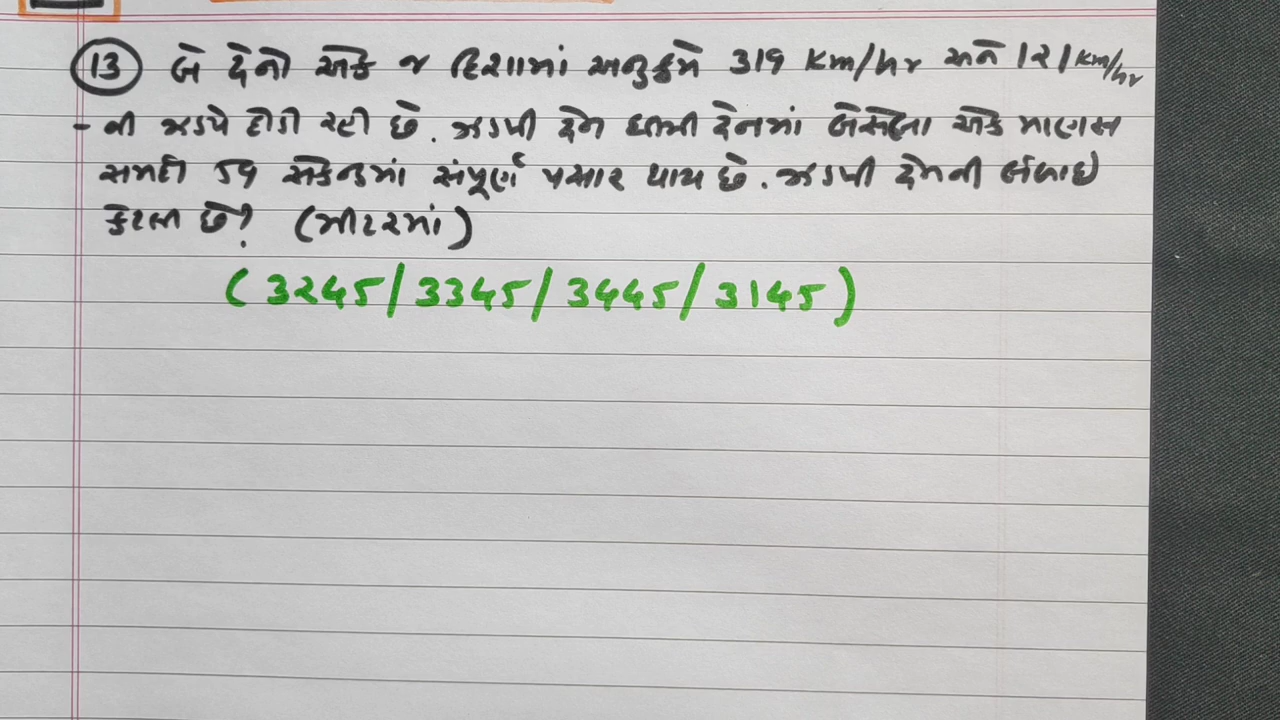 (13) બે ટ્રેનો એક જ દિશામાં અનુક્રમે 319 km/hr અને 121 km/hr
- ની ઝડપે દોડી રહી છે. ઝડપી ટ્રેન ધીમી ટ્રેનમાં બેસેલા એક માણસ
સમક્ષ 59 સેકન્ડમાં સંપૂર્ણ પસાર થાય છે. ઝડપી ટ્રેનની લંબાઈ
કેટલી છે? (મીટરમાં)
(3245/3345/3445/3145)